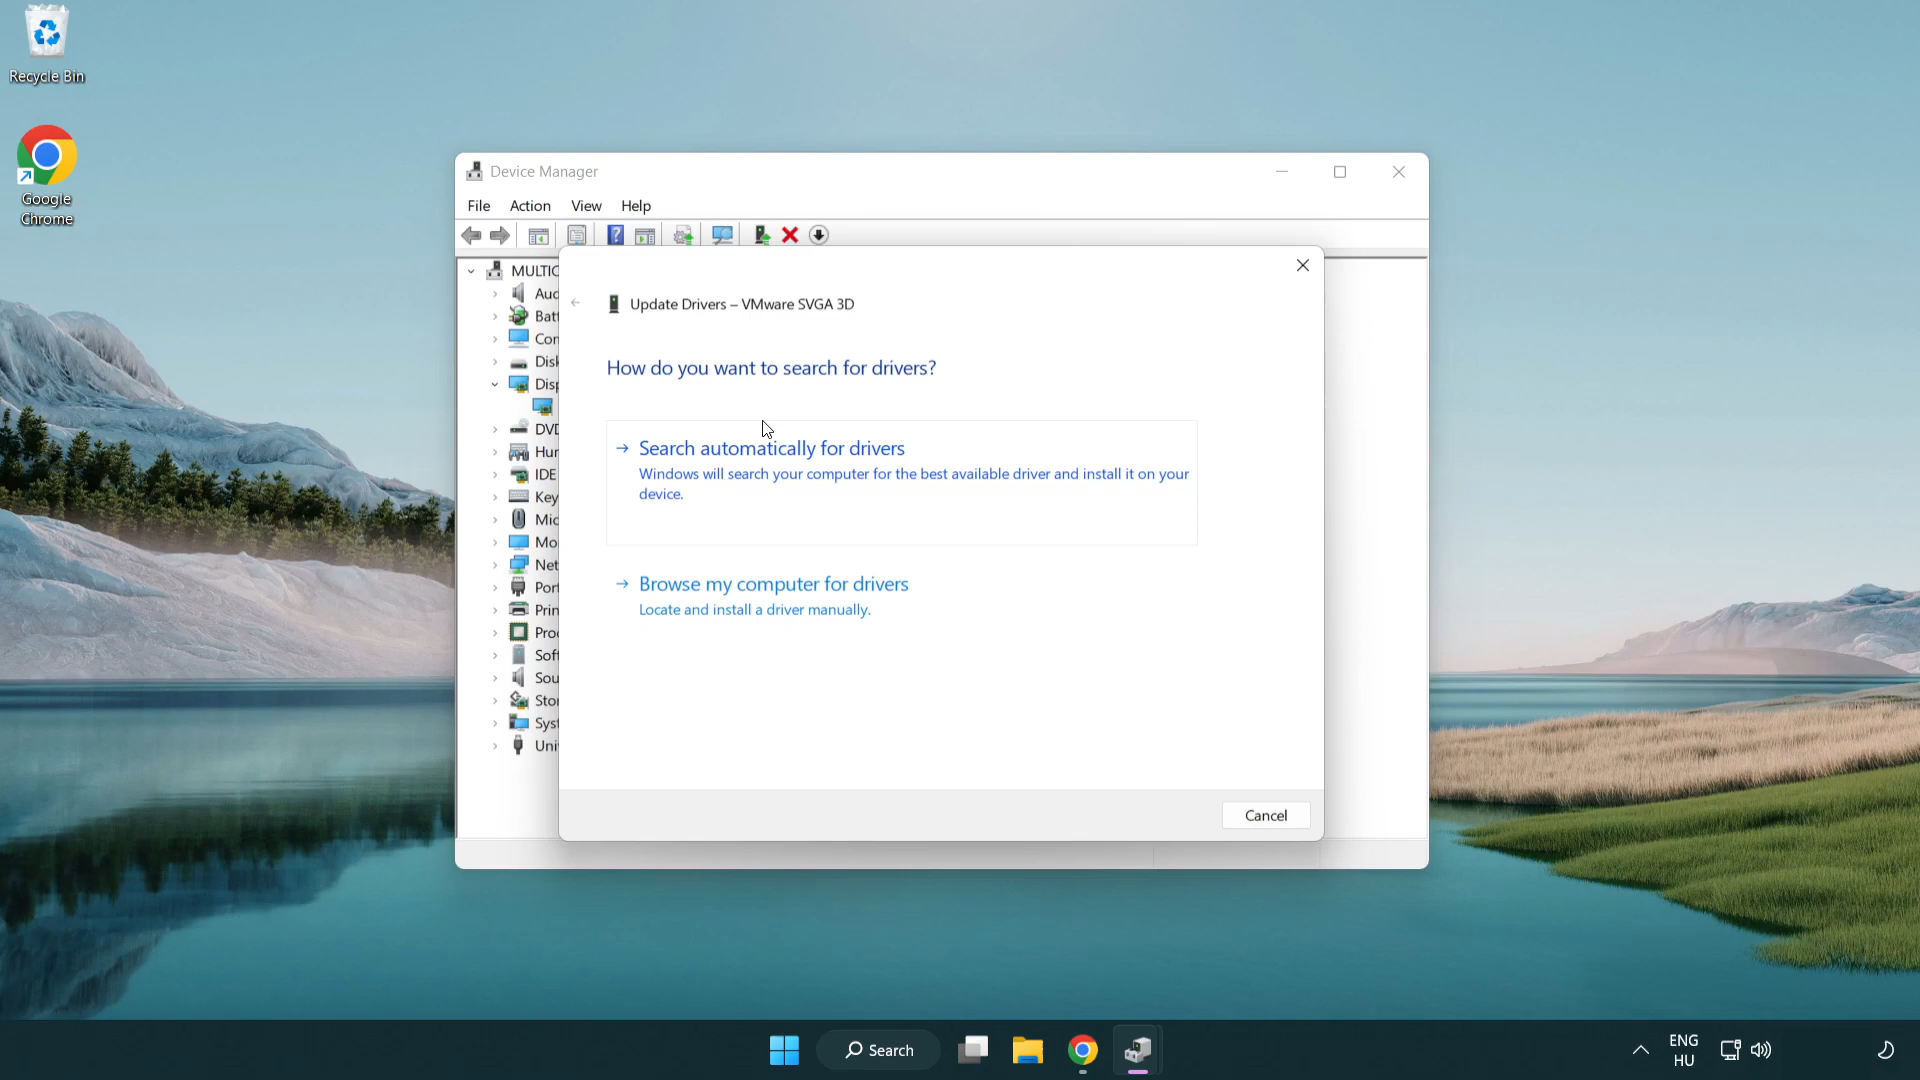 Recycle Bin
Google
Chrome
Device Manager
File Action View Help
MULTIC
Aud
Batt
Con
Disk
Disp
DVD
Hur
IDE
Key
Mic
Mo
Net
Port
Prin
Proc
Soft
Sou
Stor
Syst
Uni
Update Drivers – VMware SVGA 3D
How do you want to search for drivers?
Search automatically for drivers
Windows will search your computer for the best available driver and install it on your
device.
Browse my computer for drivers
Locate and install a driver manually.
Cancel
Search
ENG
HU